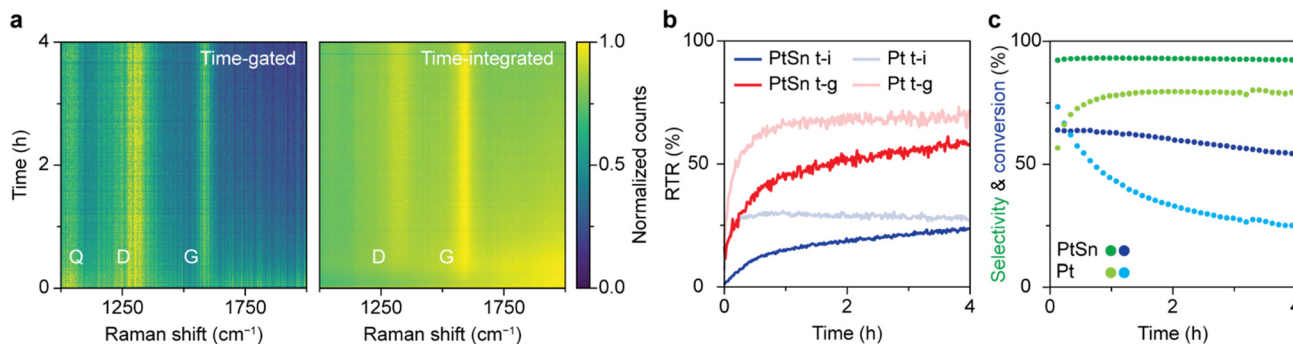 a
Time-gated
Time-integrated
Q
D
G
D
G
4
2
0
Time (h)
1250
1750
1250
1750
Raman shift (cm⁻¹)
Raman shift (cm⁻¹)
1.0
0.5
0.0
Normalized counts
b
100
50
0
RTR (%)
PtSn t-i
Pt t-i
PtSn t-g
Pt t-g
0
2
4
Time (h)
c
100
50
0
Selectivity & conversion (%)
PtSn
Pt
0
2
4
Time (h)